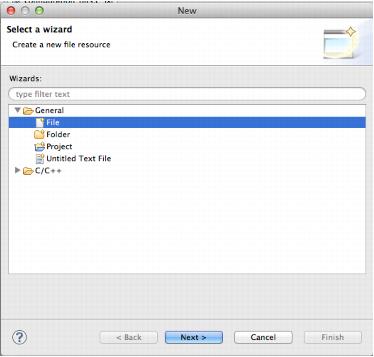 New
Select a wizard
Create a new file resource
Wizards:
type filter text
General
File
Folder
Project
Untitled Text File
C/C++
?
< Back
Next >
Cancel
Finish